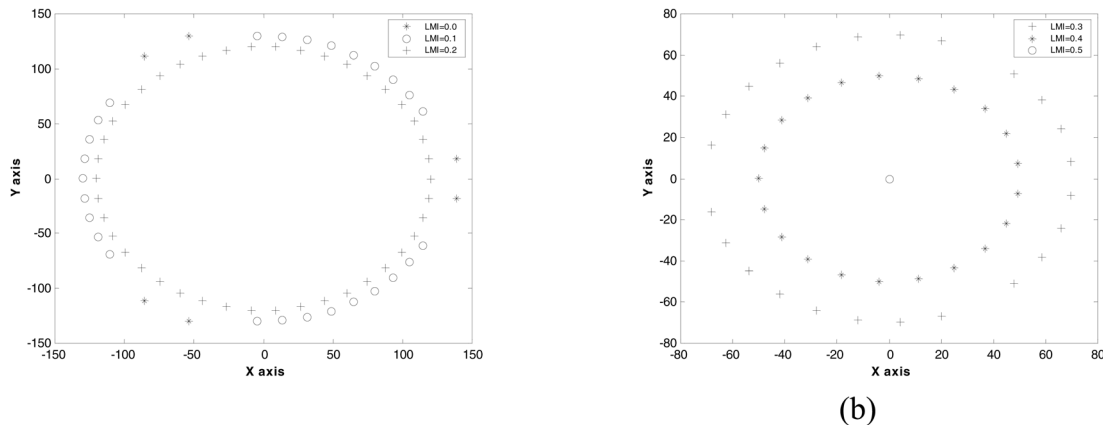 LMI=0.0
LMI=0.1
LMI=0.2
150
100
50
0
-50
-100
-150
-150 -100 -50 0 50 100 150
Y axis
X axis
LMI=0.3
LMI=0.4
LMI=0.5
80
60
40
20
0
-20
-40
-60
-80
-80 -60 -40 -20 0 20 40 60 80
Y axis
X axis
(b)